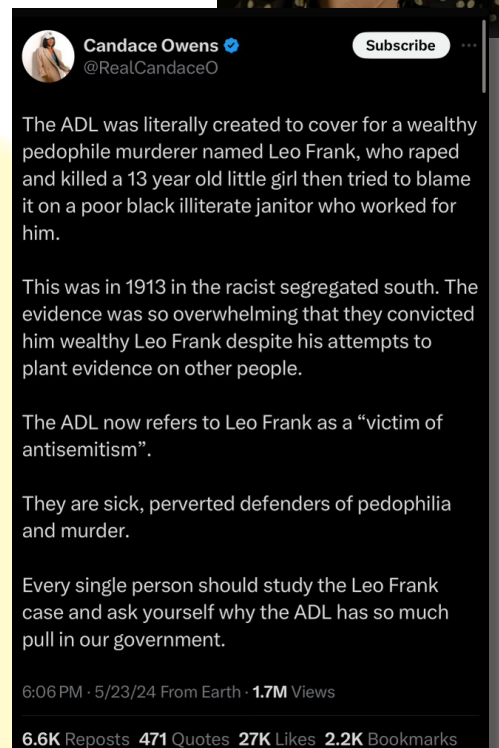 Candace Owens
Subscribe
@RealCandaceO
The ADL was literally created to cover for a wealthy
pedophile murderer named Leo Frank, who raped
and killed a 13 year old little girl then tried to blame
it on a poor black illiterate janitor who worked for
him.
This was in 1913 in the racist segregated south. The
evidence was so overwhelming that they convicted
him wealthy Leo Frank despite his attempts to
plant evidence on other people.
The ADL now refers to Leo Frank as a “victim of
antisemitism”.
They are sick, perverted defenders of pedophilia
and murder.
Every single person should study the Leo Frank
case and ask yourself why the ADL has so much
pull in our government.
6:06 PM · 5/23/24 From Earth · 1.7M Views
6.6K Reposts 471 Quotes 27K Likes 2.2K Bookmarks